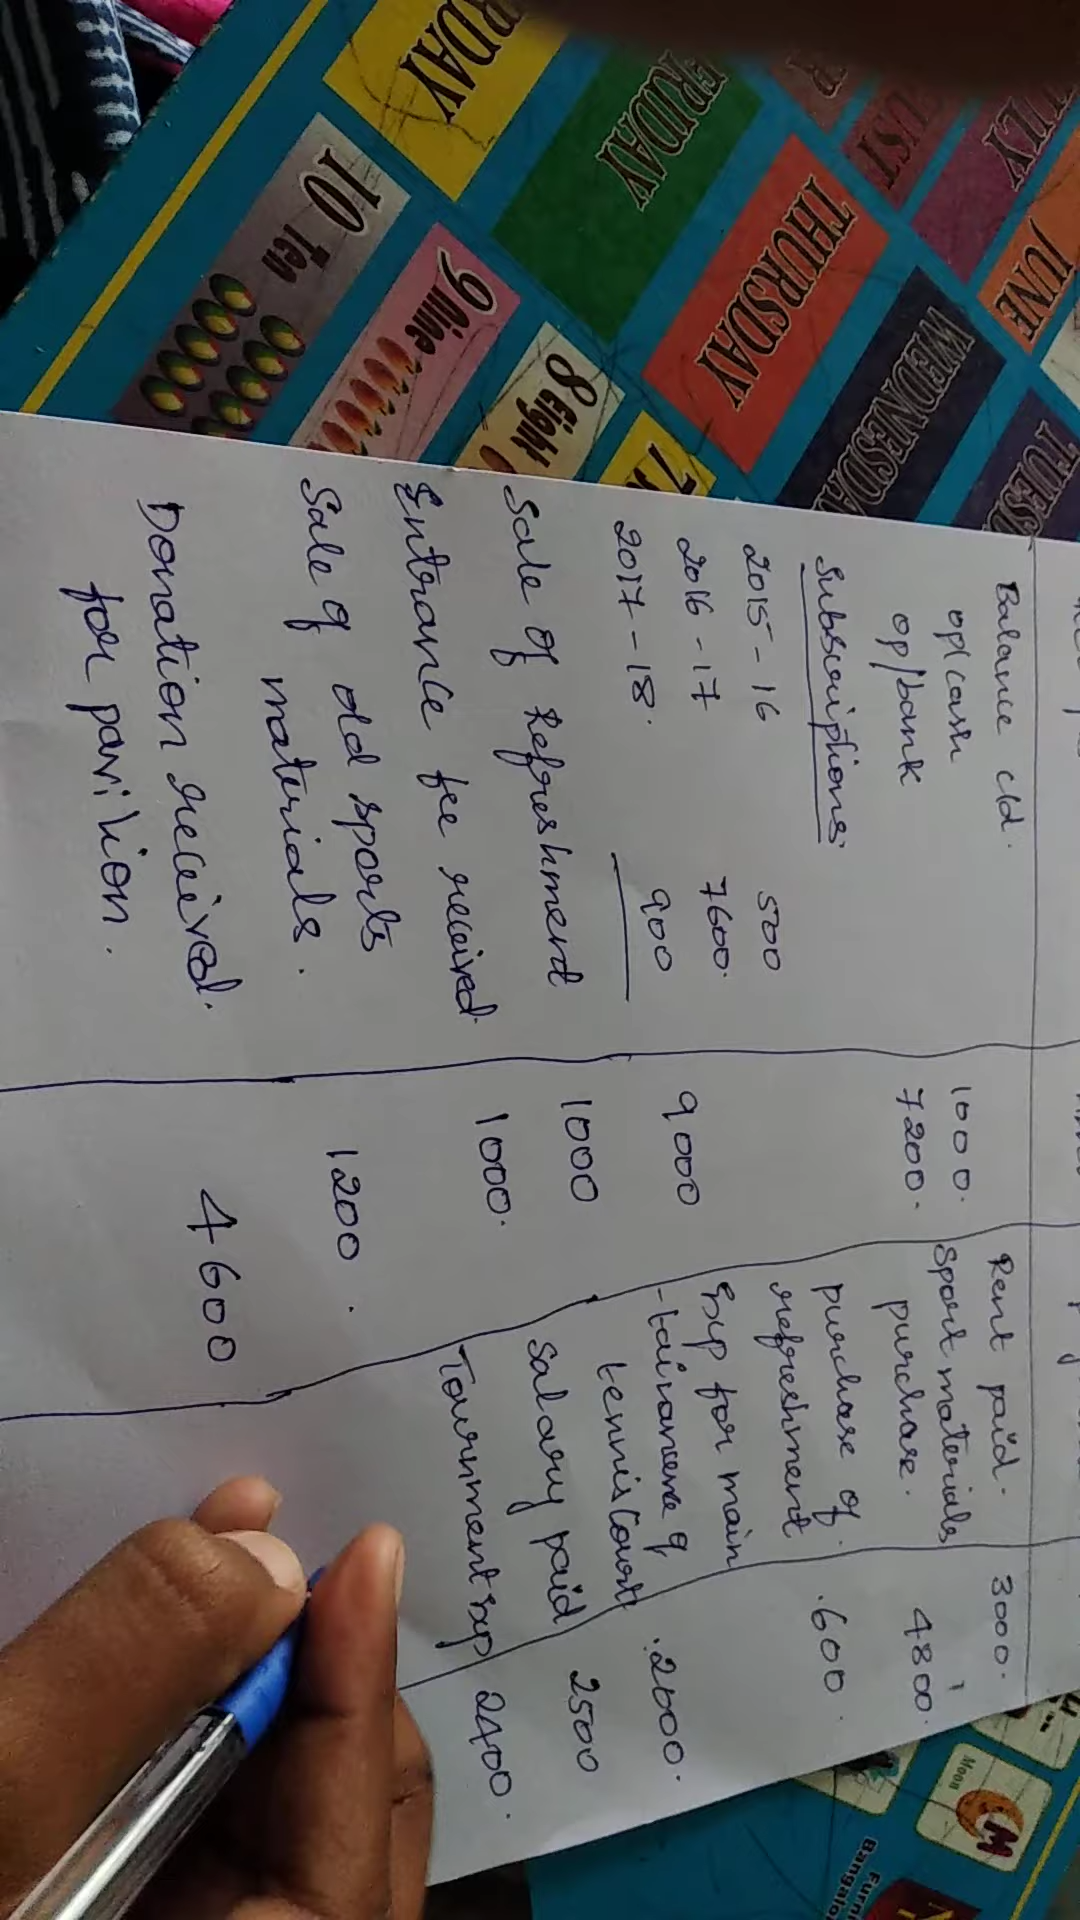 Balance c/d.
op/cash 1000.
op/bank 7200.
Subscriptions:
2015-16 500
2016-17 7600.
2017-18. 900
9000
Sale of Refreshment 1000
Entrance fee received. 1000.
Sale of old sports
materials. 1200.
Donation received.
for pavilion. 4600
Rent paid. 3000.
Sport materials
purchase. 4800.
purchase of
refreshment .600.
Exp for main
-tainance of
tennis court .2000.
Salary paid 2500
Tournment exp 2400.
FRIDAY
THURSDAY
WEDNESDAY
JUNE
10 Ten
9 Nine
8 Eight
Moon